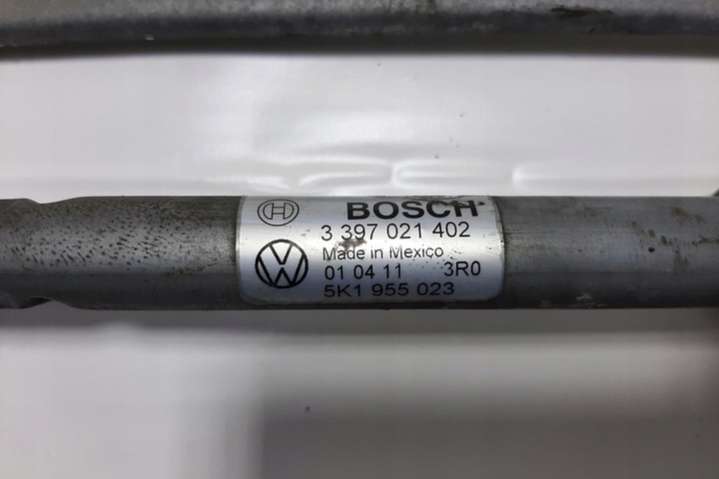 BOSCH
3 397 021 402
Made in Mexico
01 04 11 3R0
5K1 955 023